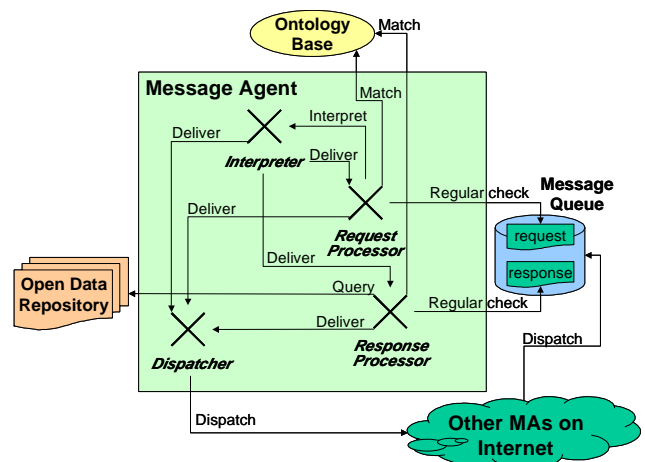 Ontology
Base
Match
Message Agent
Match
Interpret
Deliver
Interpreter
Deliver
Message
Queue
Regular check
request
Deliver
Request
Processor
Deliver
response
Open Data
Repository
Query
Regular check
Deliver
Response
Processor
Dispatcher
Dispatch
Dispatch
Other MAs on
Internet